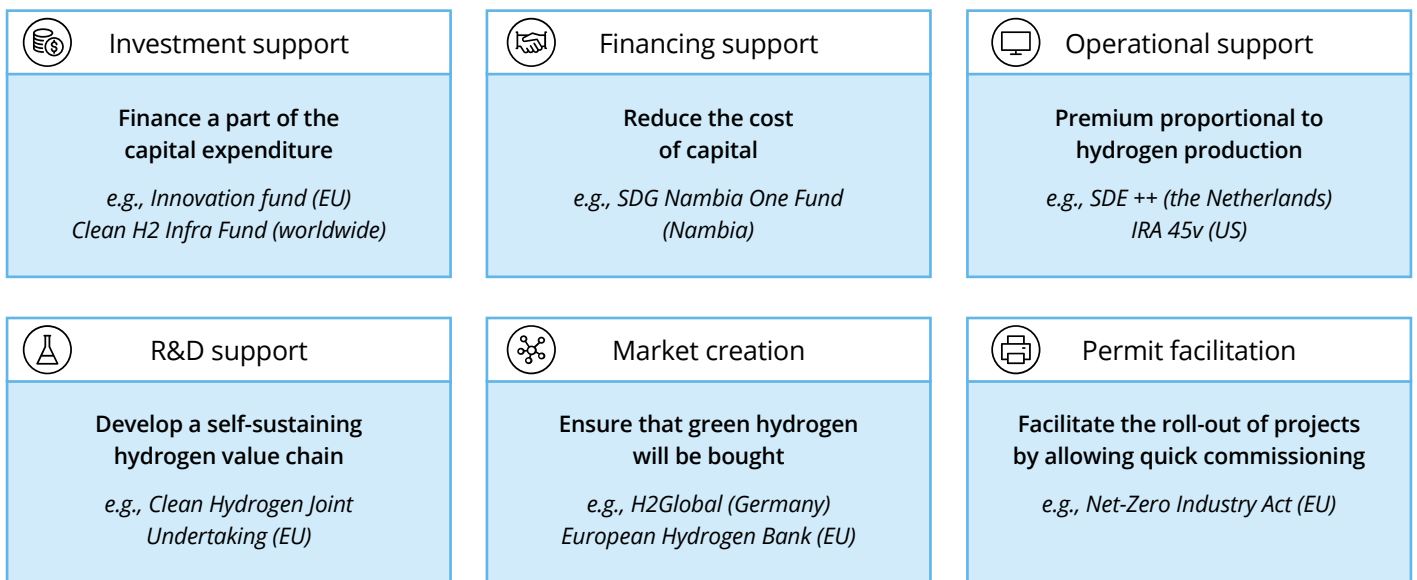 Investment support
Finance a part of the
capital expenditure
e.g., Innovation fund (EU)
Clean H2 Infra Fund (worldwide)
Financing support
Reduce the cost
of capital
e.g., SDG Nambia One Fund
(Nambia)
Operational support
Premium proportional to
hydrogen production
e.g., SDE ++ (the Netherlands)
IRA 45v (US)
R&D support
Develop a self-sustaining
hydrogen value chain
e.g., Clean Hydrogen Joint
Undertaking (EU)
Market creation
Ensure that green hydrogen
will be bought
e.g., H2Global (Germany)
European Hydrogen Bank (EU)
Permit facilitation
Facilitate the roll-out of projects
by allowing quick commissioning
e.g., Net-Zero Industry Act (EU)